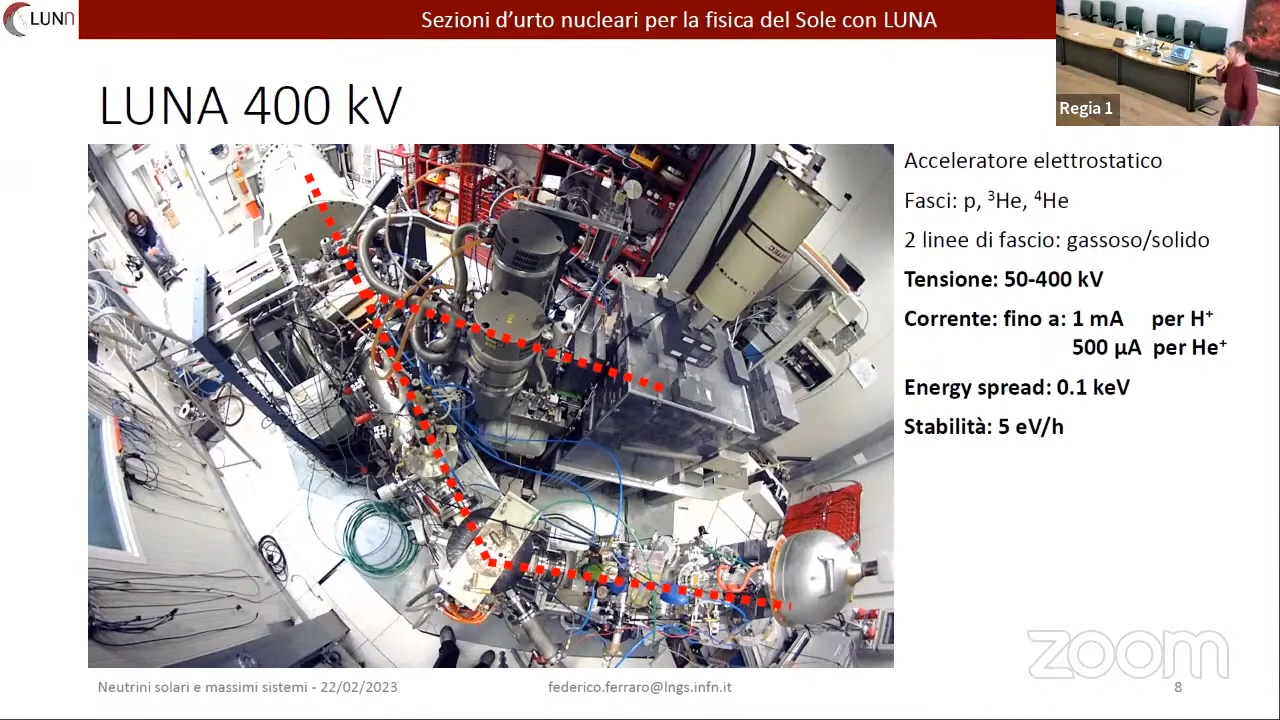 LUNA
Sezioni d'urto nucleari per la fisica del Sole con LUNA
Regia 1
LUNA 400 kV
Acceleratore elettrostatico
Fasci: p, ³He, ⁴He
2 linee di fascio: gassoso/solido
Tensione: 50-400 kV
Corrente: fino a: 1 mA per H⁺
500 µA per He⁺
Energy spread: 0.1 keV
Stabilità: 5 eV/h
zoom
Neutrini solari e massimi sistemi - 22/02/2023
federico.ferraro@lngs.infn.it
8